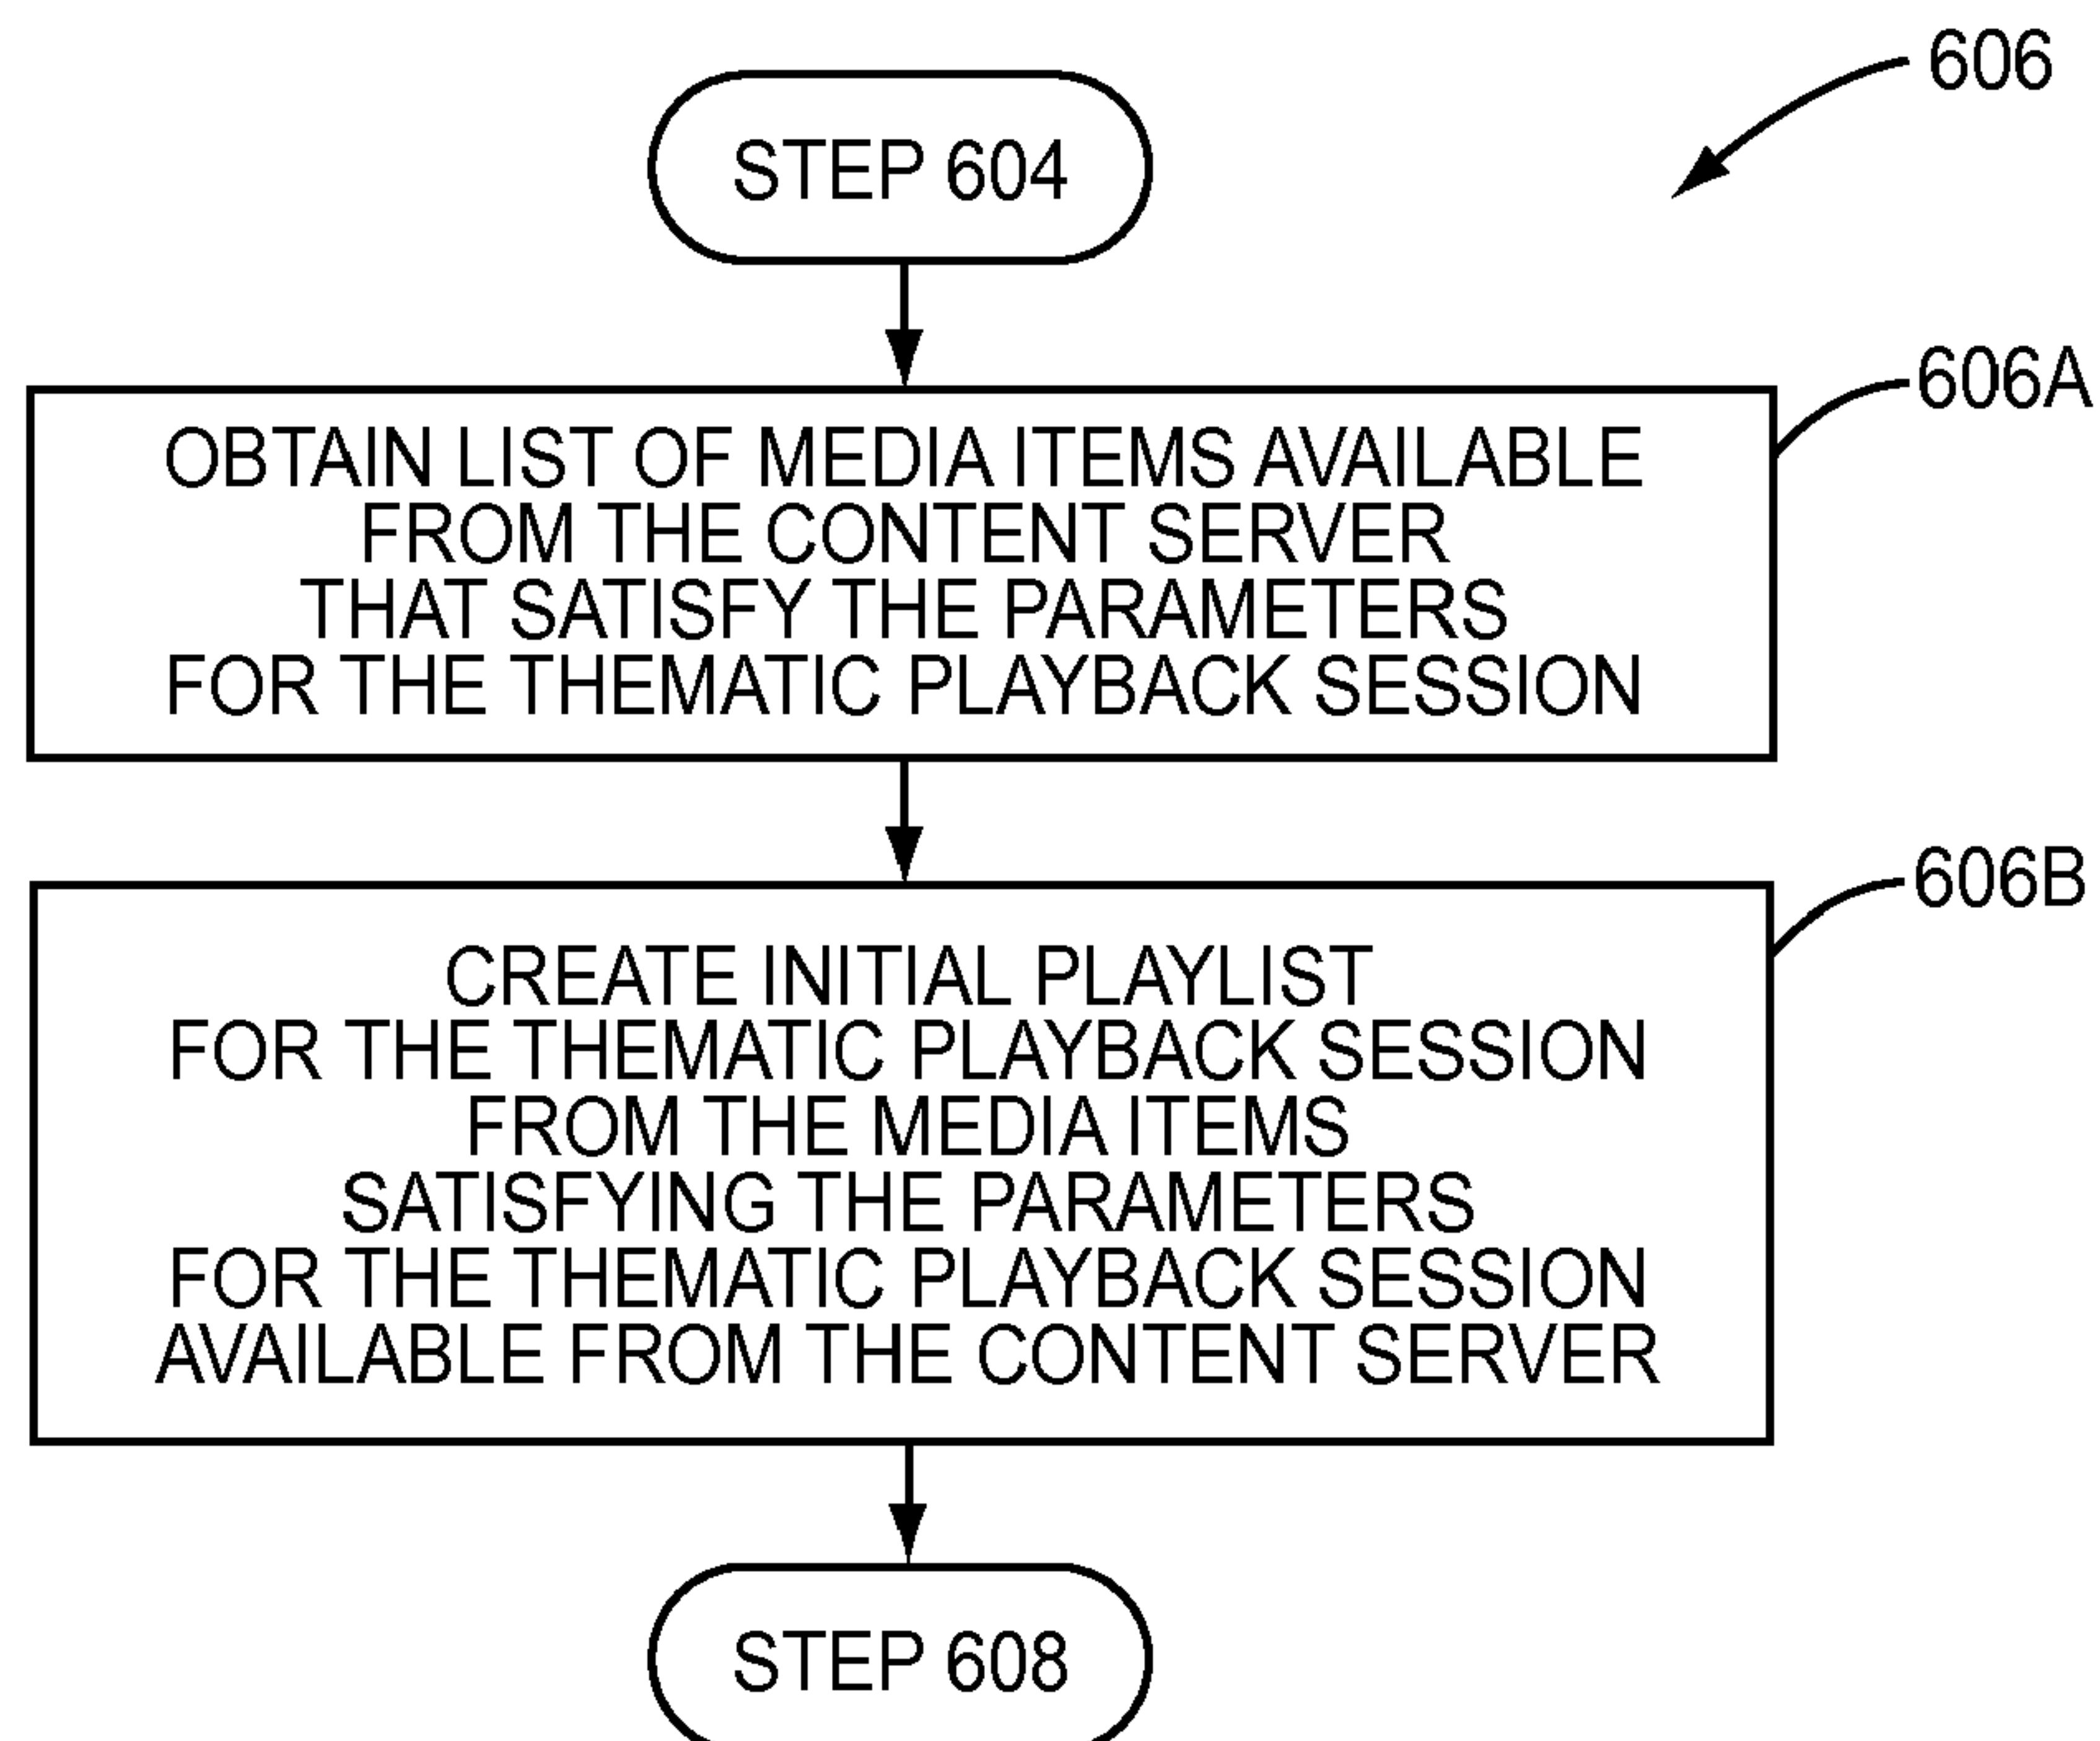 606
STEP 604
606A
OBTAIN LIST OF MEDIA ITEMS AVAILABLE
FROM THE CONTENT SERVER
THAT SATISFY THE PARAMETERS
FOR THE THEMATIC PLAYBACK SESSION
606B
CREATE INITIAL PLAYLIST
FOR THE THEMATIC PLAYBACK SESSION
FROM THE MEDIA ITEMS
SATISFYING THE PARAMETERS
FOR THE THEMATIC PLAYBACK SESSION
AVAILABLE FROM THE CONTENT SERVER
STEP 608